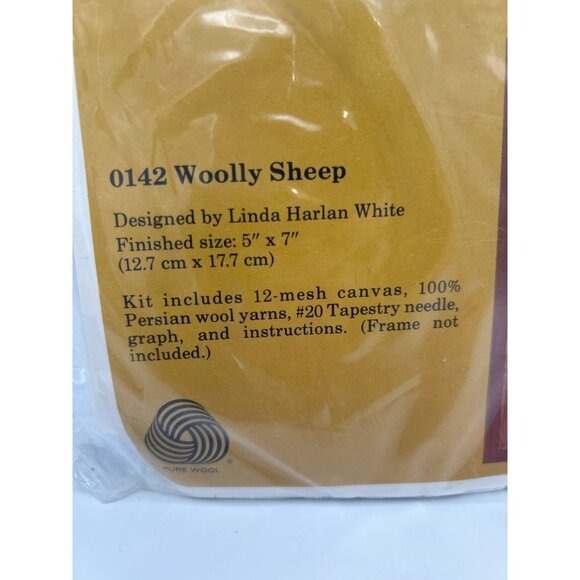 0142 Woolly Sheep
Designed by Linda Harlan White
Finished size: 5″ x 7″
(12.7 cm x 17.7 cm)
Kit includes 12-mesh canvas, 100%
Persian wool yarns, #20 Tapestry needle,
graph, and instructions. (Frame not
included.)
PURE WOOL
®